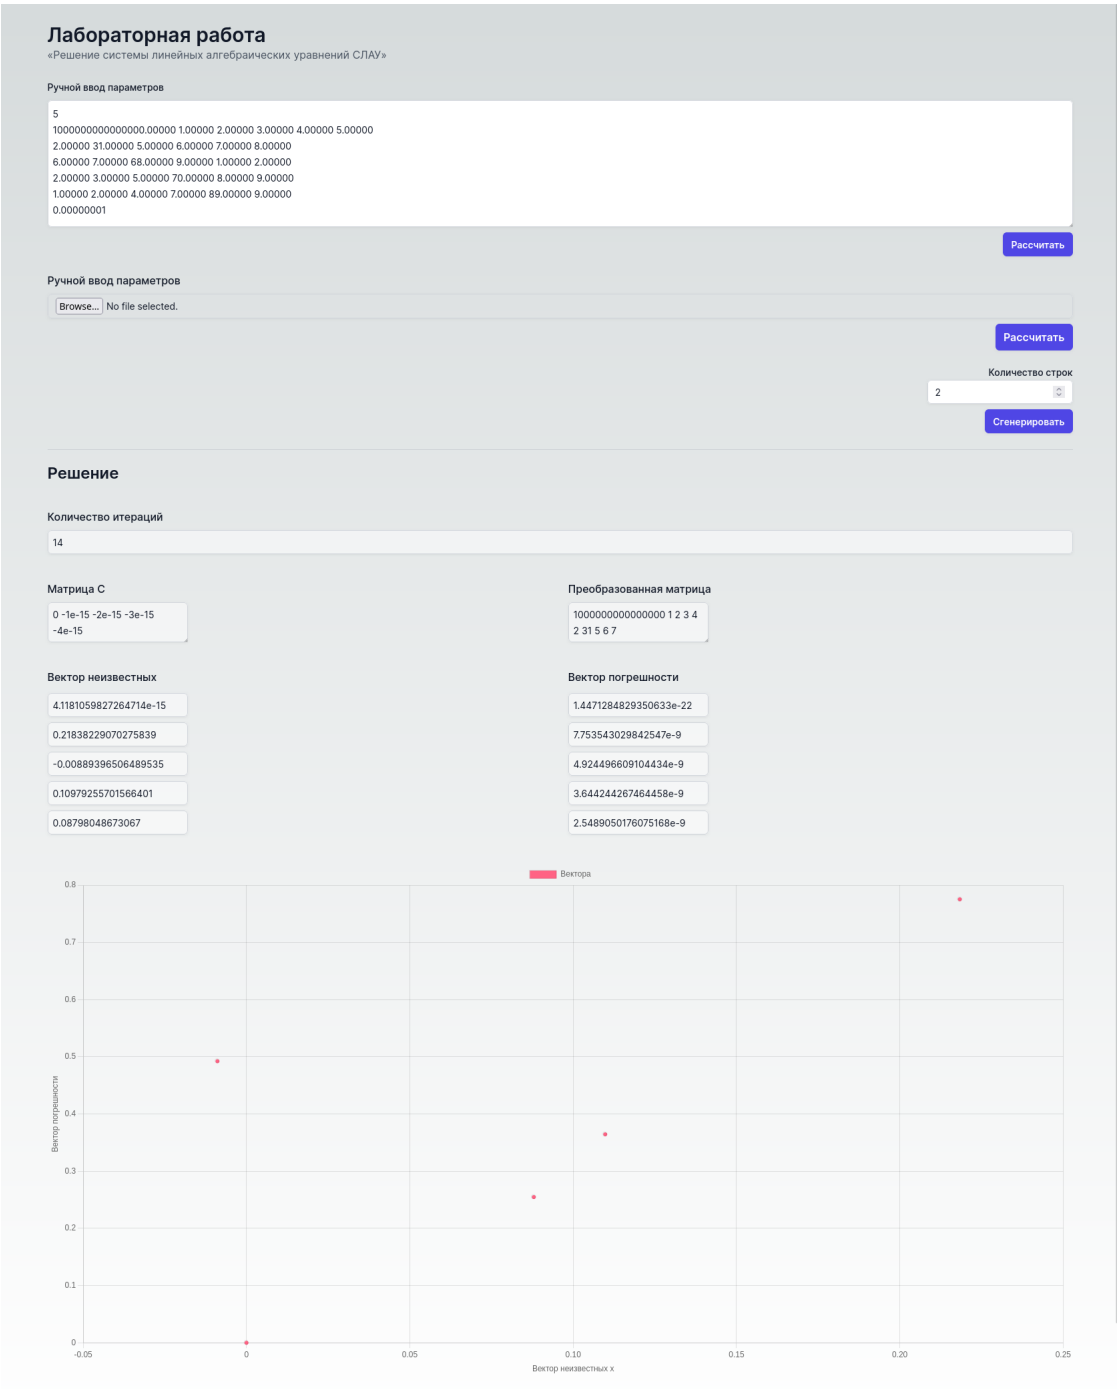 Лабораторная работа
«Решение системы линейных алгебраических уравнений СЛАУ»
Ручной ввод параметров
5
1000000000000000.00000 1.00000 2.00000 3.00000 4.00000 5.00000
2.00000 31.00000 5.00000 6.00000 7.00000 8.00000
6.00000 7.00000 68.00000 9.00000 1.00000 2.00000
2.00000 3.00000 5.00000 70.00000 8.00000 9.00000
1.00000 2.00000 4.00000 7.00000 89.00000 9.00000
0.00000001
Рассчитать
Ручной ввод параметров
Browse... No file selected.
Рассчитать
Количество строк
2
Сгенерировать
Решение
Количество итераций
14
Матрица С
0 -1e-15 -2e-15 -3e-15
-4e-15
Преобразованная матрица
1000000000000000 1 2 3 4
2 31 5 6 7
Вектор неизвестных
4.1181059827264714e-15
0.21838229070275839
-0.00889396506489535
0.10979255701566401
0.08798048673067
Вектор погрешности
1.4471284829350633e-22
7.753543029842547e-9
4.924496609104434e-9
3.644244267464458e-9
2.5489050176075168e-9
Вектора
0.8
0.7
0.6
0.5
0.4
0.3
0.2
0.1
0
Вектор погрешности
-0.05
0
0.05
0.10
0.15
0.20
0.25
Вектор неизвестных x